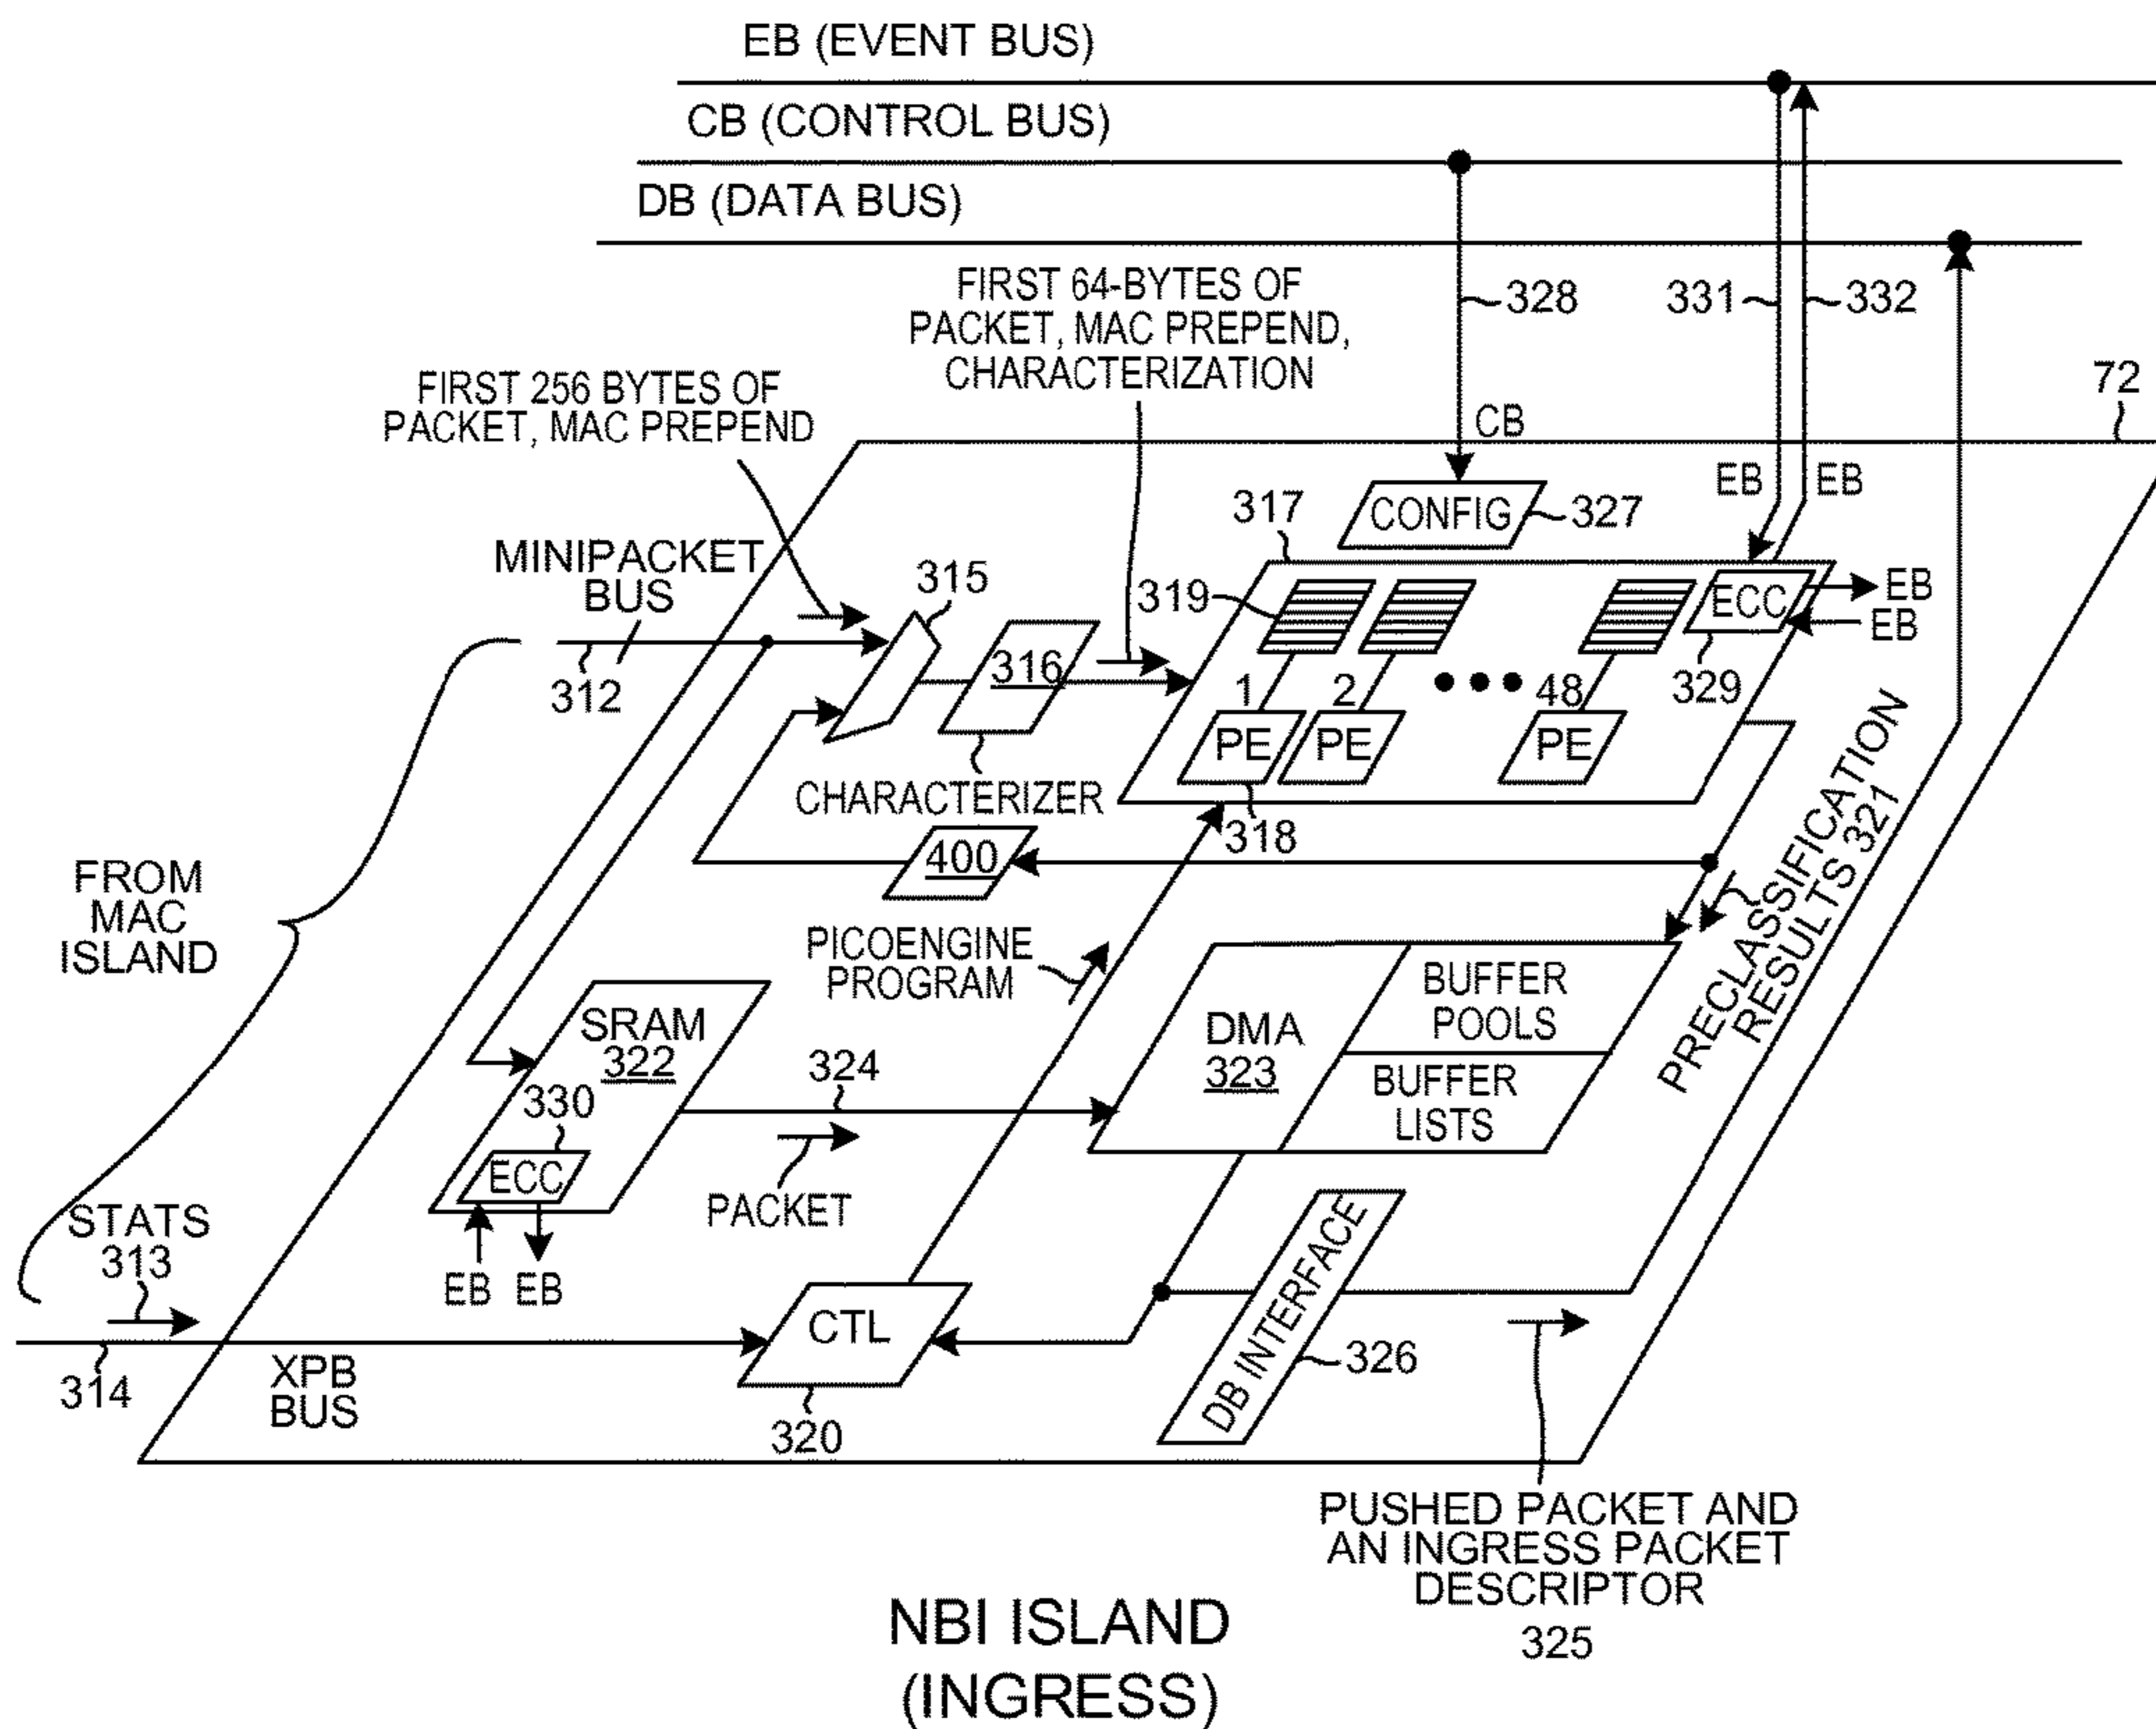 EB (EVENT BUS)
CB (CONTROL BUS)
DB (DATA BUS)
FIRST 64-BYTES OF
PACKET, MAC PREPEND,
CHARACTERIZATION
328
331
332
FIRST 256 BYTES OF
PACKET, MAC PREPEND
72
CB
EB
EB
317
CONFIG
327
MINIPACKET
BUS
315
319
ECC
EB
EB
312
316
1
2
48
329
PE
PE
PE
CHARACTERIZER
318
400
PRECLASSIFICATION
RESULTS 321
FROM
MAC
ISLAND
PICOENGINE
PROGRAM
BUFFER
POOLS
SRAM
322
DMA
323
324
330
BUFFER
LISTS
ECC
PACKET
STATS
313
EB
EB
CTL
DB INTERFACE
326
314
XPB
BUS
320
PUSHED PACKET AND
AN INGRESS PACKET
DESCRIPTOR
325
NBI ISLAND
(INGRESS)